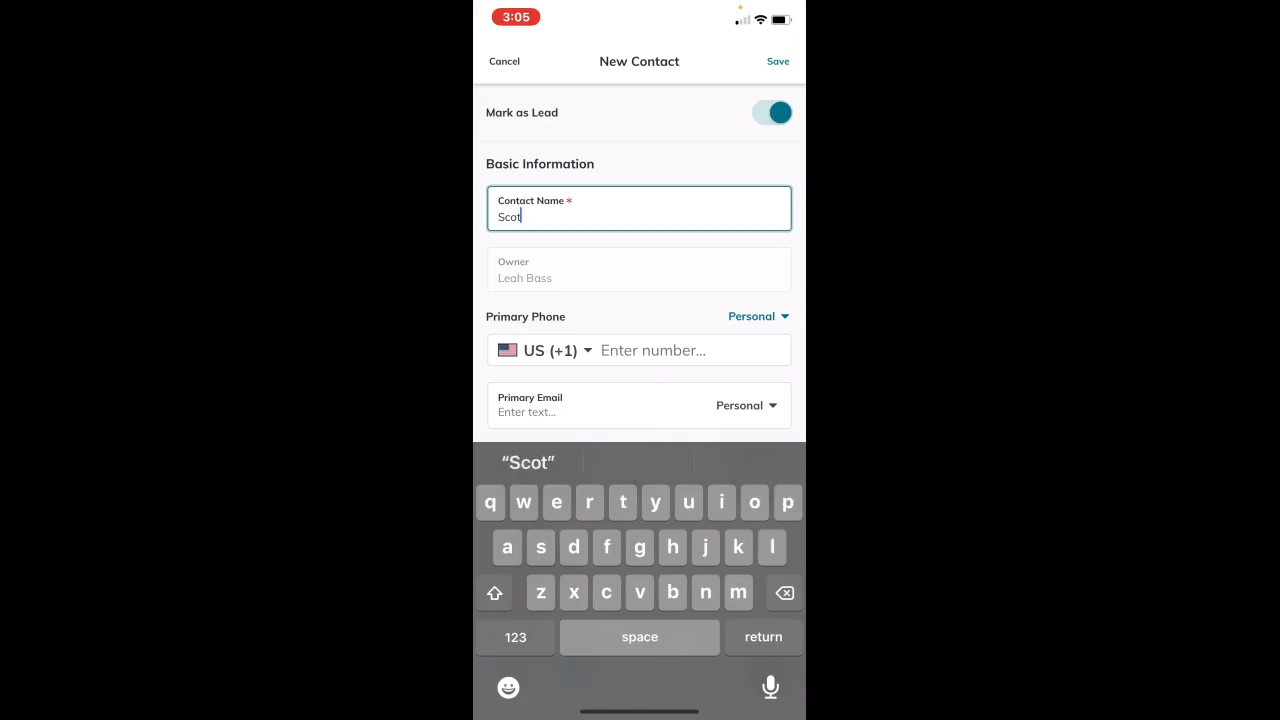 3:05
Cancel New Contact Save
Mark as Lead
Basic Information
Contact Name *
Scot
Owner
Leah Bass
Primary Phone Personal
US (+1) Enter number...
Primary Email
Enter text... Personal
“Scot”
q w e r t y u i o p
a s d f g h j k l
z x c v b n m
123 space return